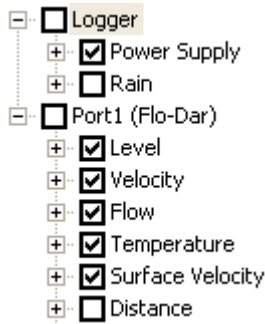 Logger
Power Supply
Rain
Port1 (Flo-Dar)
Level
Velocity
Flow
Temperature
Surface Velocity
Distance